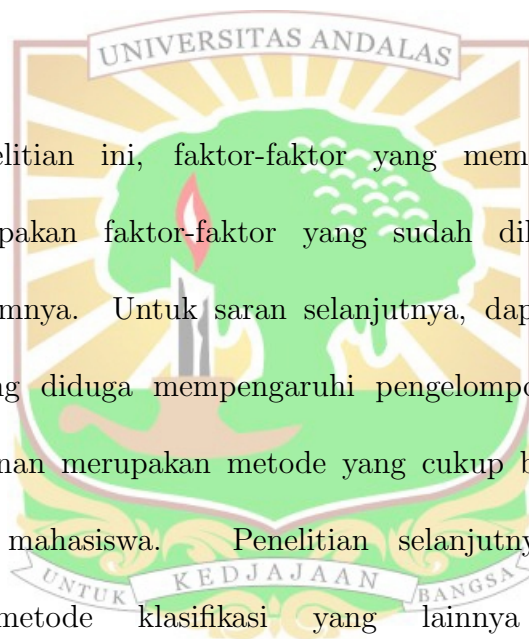 UNIVERSITAS ANDALAS
elitian ini, faktor-faktor yang mem
pakan faktor-faktor yang sudah dil
mnya. Untuk saran selanjutnya, dap
ng diduga mempengaruhi pengelompo
nan merupakan metode yang cukup b
mahasiswa. Penelitian selanjutny
metode klasifikasi yang lainnya
UNTUK KEDJAJAAN BANGSA